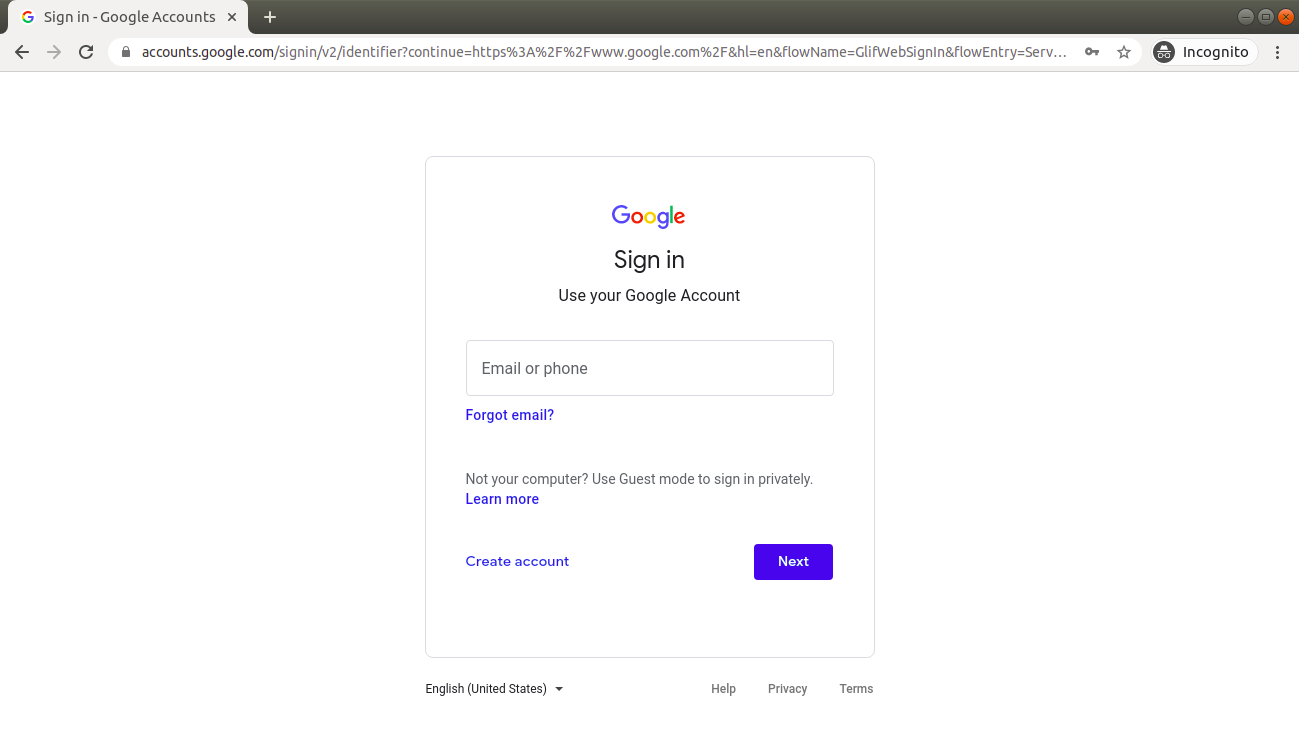 Sign in - Google Accounts
accounts.google.com/signin/v2/identifier?continue=https%3A%2F%2Fwww.google.com%2F&hl=en&flowName=GlifWebSignIn&flowEntry=Serv...
Incognito
Google
Sign in
Use your Google Account
Email or phone
Forgot email?
Not your computer? Use Guest mode to sign in privately.
Learn more
Create account
Next
English (United States)
Help Privacy Terms